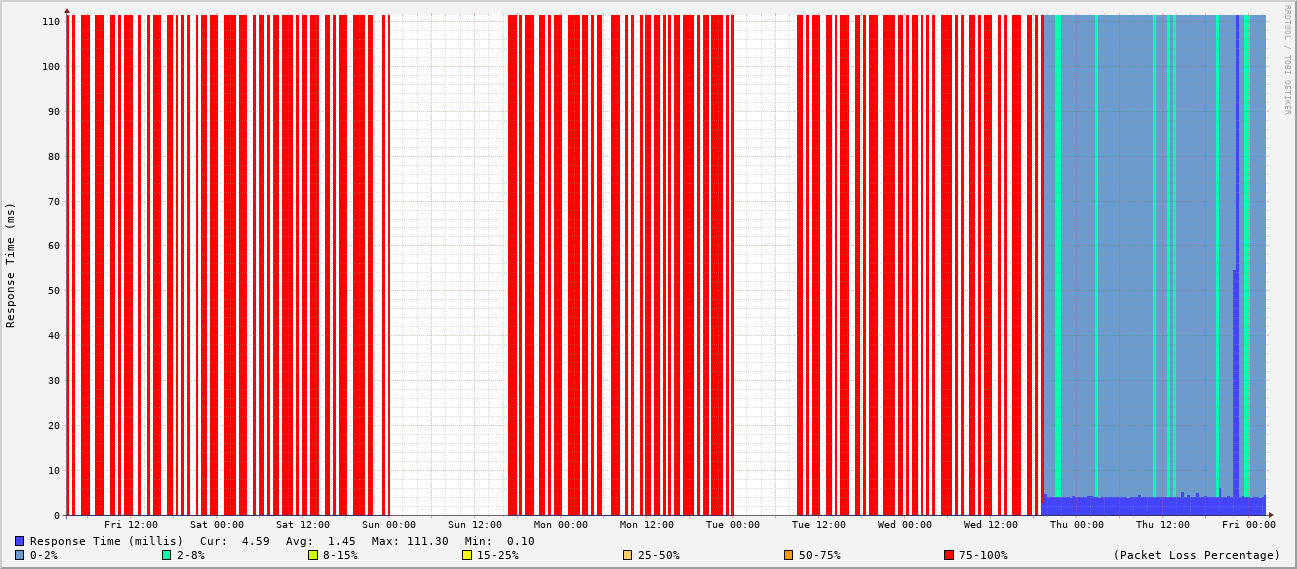 RRDTOOL / TOBI OETIKER
Response Time (ms)
110
100
90
80
70
60
50
40
30
20
10
0
Fri 12:00 Sat 00:00 Sat 12:00 Sun 00:00 Sun 12:00 Mon 00:00 Mon 12:00 Tue 00:00 Tue 12:00 Wed 00:00 Wed 12:00 Thu 00:00 Thu 12:00 Fri 00:00
Response Time (millis) Cur: 4.59 Avg: 1.45 Max: 111.30 Min: 0.10
0-2% 2-8% 8-15% 15-25% 25-50% 50-75% 75-100% (Packet Loss Percentage)